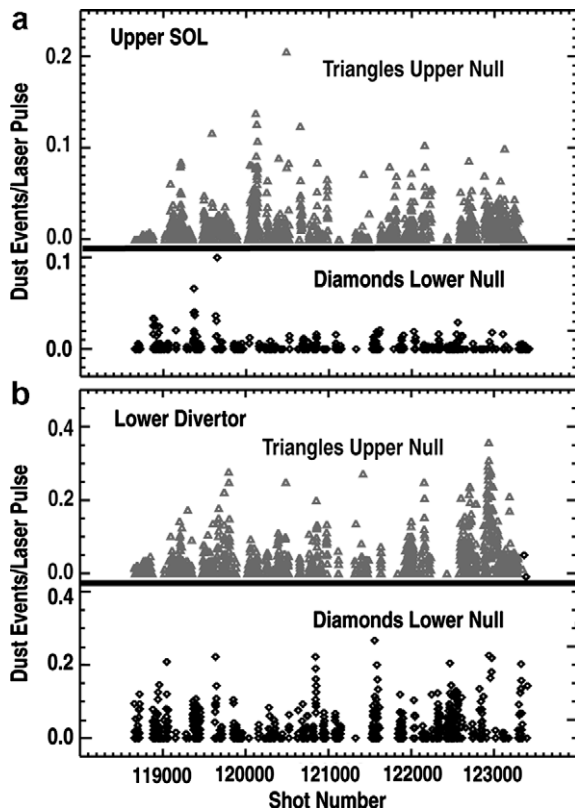 a
Upper SOL
Triangles Upper Null
Dust Events/Laser Pulse
0.2
0.1
0.0
0.1
Diamonds Lower Null
0.0
b
Lower Divertor
Triangles Upper Null
Dust Events/Laser Pulse
0.4
0.2
0.0
0.4
Diamonds Lower Null
0.2
0.0
119000 120000 121000 122000 123000
Shot Number